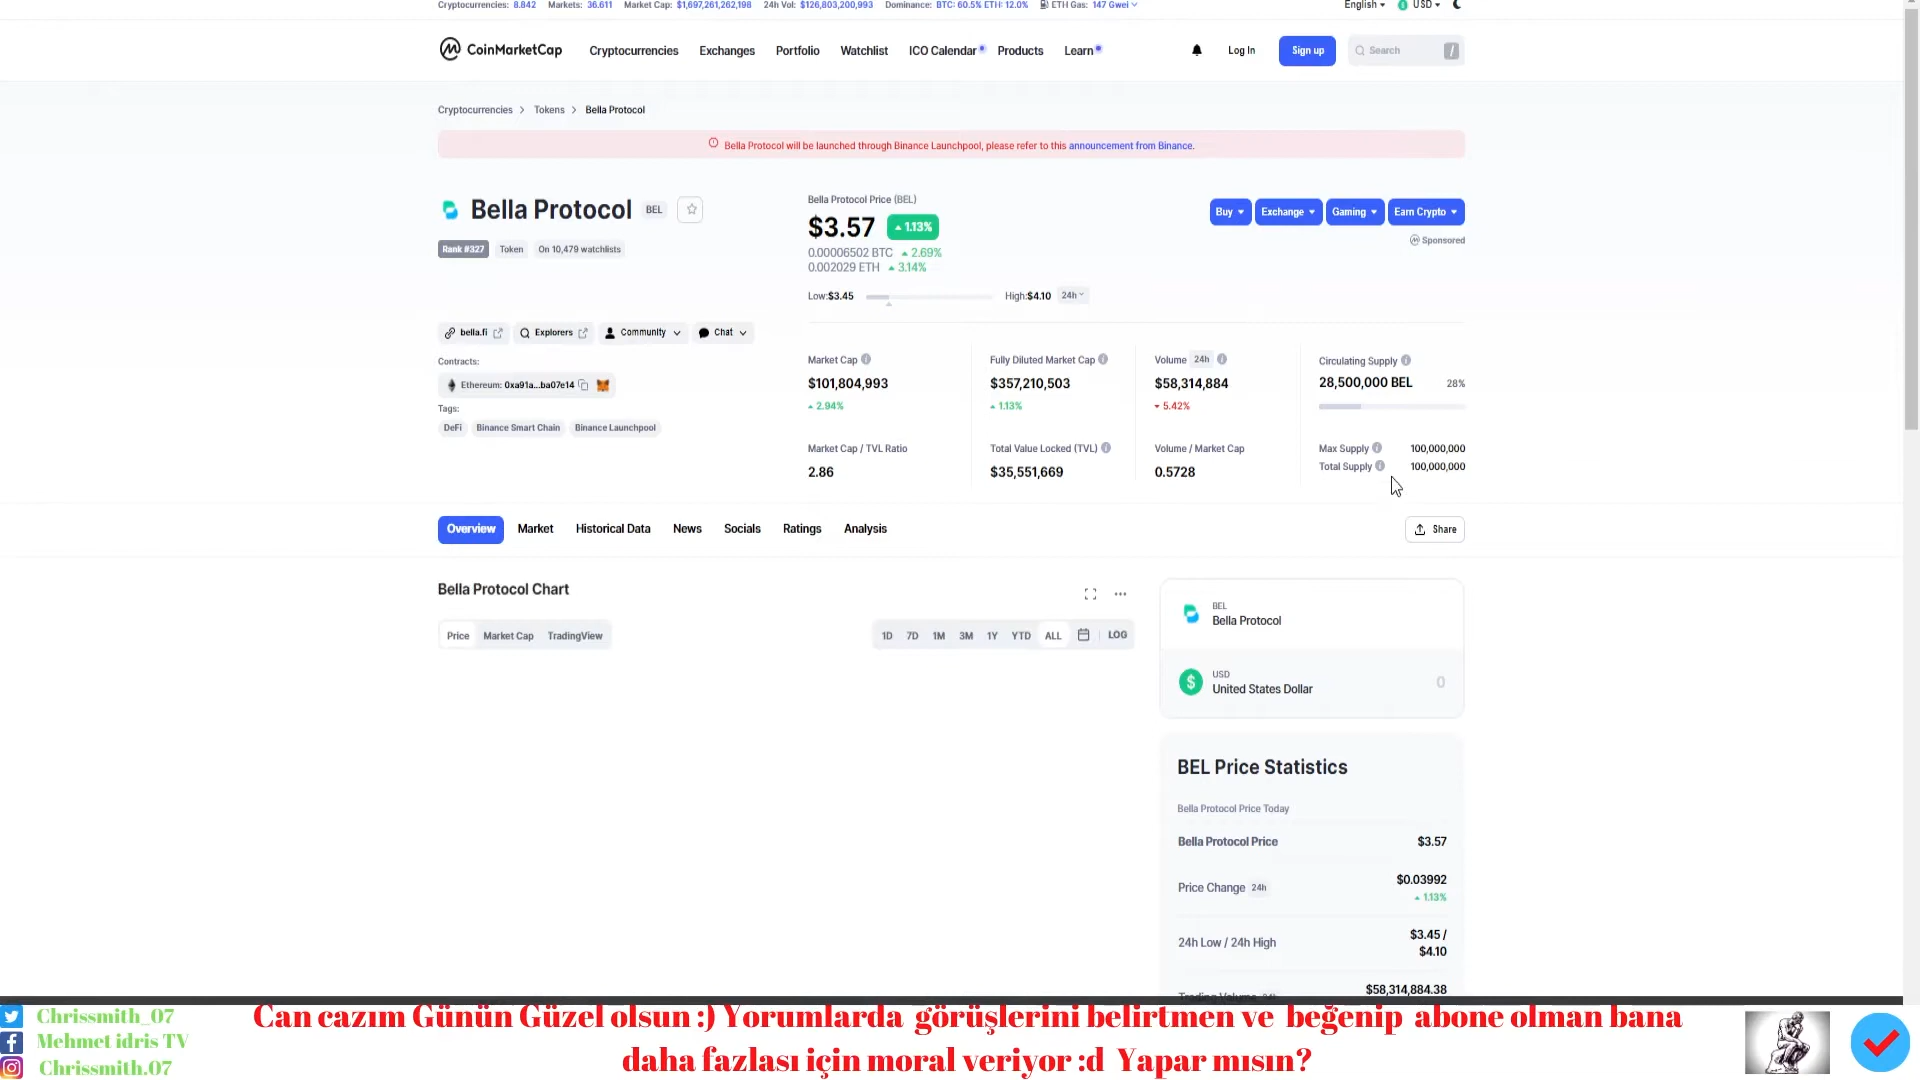 Cryptocurrencies: 8.842 Markets: 36.611 Market Cap: $1,697,261,262,198 24h Vol: $126,803,200,993 Dominance: BTC: 60.5% ETH: 12.0% ETH Gas: 147 Gwei English USD
CoinMarketCap Cryptocurrencies Exchanges Portfolio Watchlist ICO Calendar Products Learn Log In Sign up Search /
Cryptocurrencies > Tokens > Bella Protocol
Bella Protocol will be launched through Binance Launchpool, please refer to this announcement from Binance.
Bella Protocol BEL
Rank #327 Token On 10,479 watchlists
bella.fi Explorers Community Chat
Contracts:
Ethereum: 0xa91a...ba07e14
Tags:
DeFi Binance Smart Chain Binance Launchpool
Bella Protocol Price (BEL)
$3.57 1.13%
0.00006502 BTC 2.69%
0.002029 ETH 3.14%
Low:$3.45 High:$4.10 24h
Buy Exchange Gaming Earn Crypto
Sponsored
Market Cap
$101,804,993
2.94%
Fully Diluted Market Cap
$357,210,503
1.13%
Volume 24h
$58,314,884
5.42%
Circulating Supply
28,500,000 BEL 28%
Market Cap / TVL Ratio
2.86
Total Value Locked (TVL)
$35,551,669
Volume / Market Cap
0.5728
Max Supply 100,000,000
Total Supply 100,000,000
Overview Market Historical Data News Socials Ratings Analysis Share
Bella Protocol Chart
Price Market Cap TradingView 1D 7D 1M 3M 1Y YTD ALL LOG
BEL
Bella Protocol
USD
United States Dollar 0
BEL Price Statistics
Bella Protocol Price Today
Bella Protocol Price $3.57
Price Change 24h $0.03992
1.13%
24h Low / 24h High $3.45 /
$4.10
Trading Volume 24h $58,314,884.38
Chrissmith_07
Mehmet idris TV
Chrissmith.07
Can cazım Günün Güzel olsun :) Yorumlarda görüşlerini belirtmen ve beğenip abone olman bana
daha fazlası için moral veriyor :d Yapar mısın?